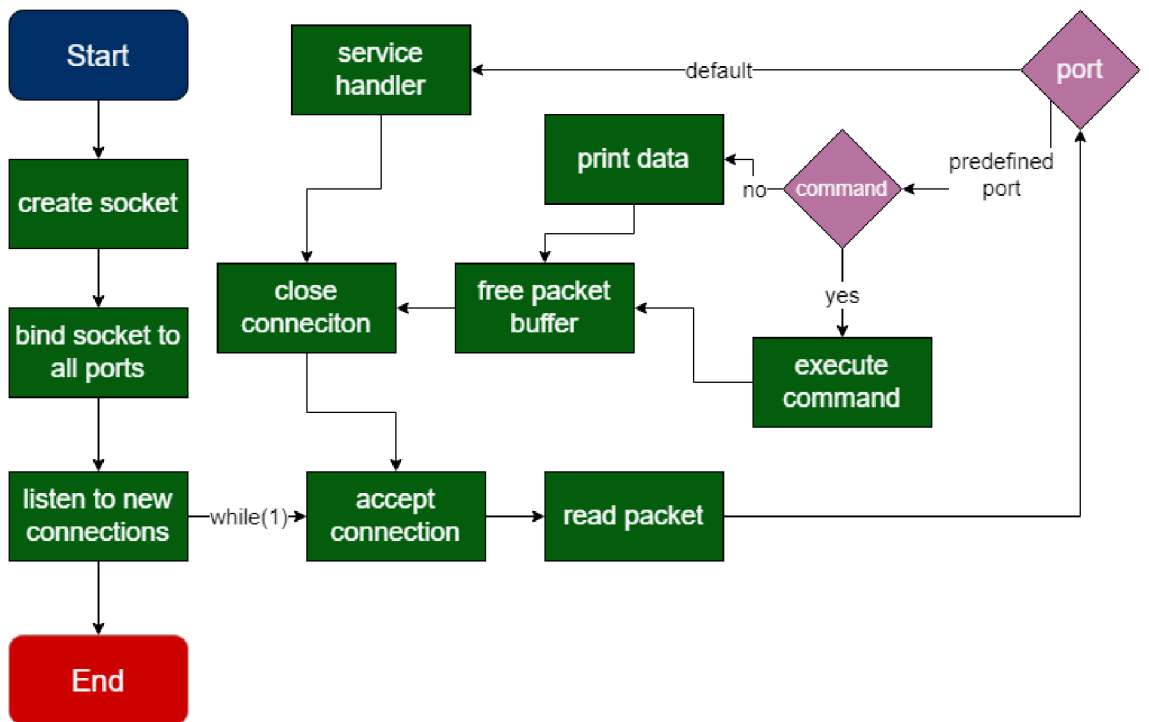 Start
service
handler
default
port
print data
no
command
predefined
port
create socket
close
conneciton
free packet
buffer
yes
bind socket to
all ports
execute
command
listen to new
connections
while(1)
accept
connection
read packet
End